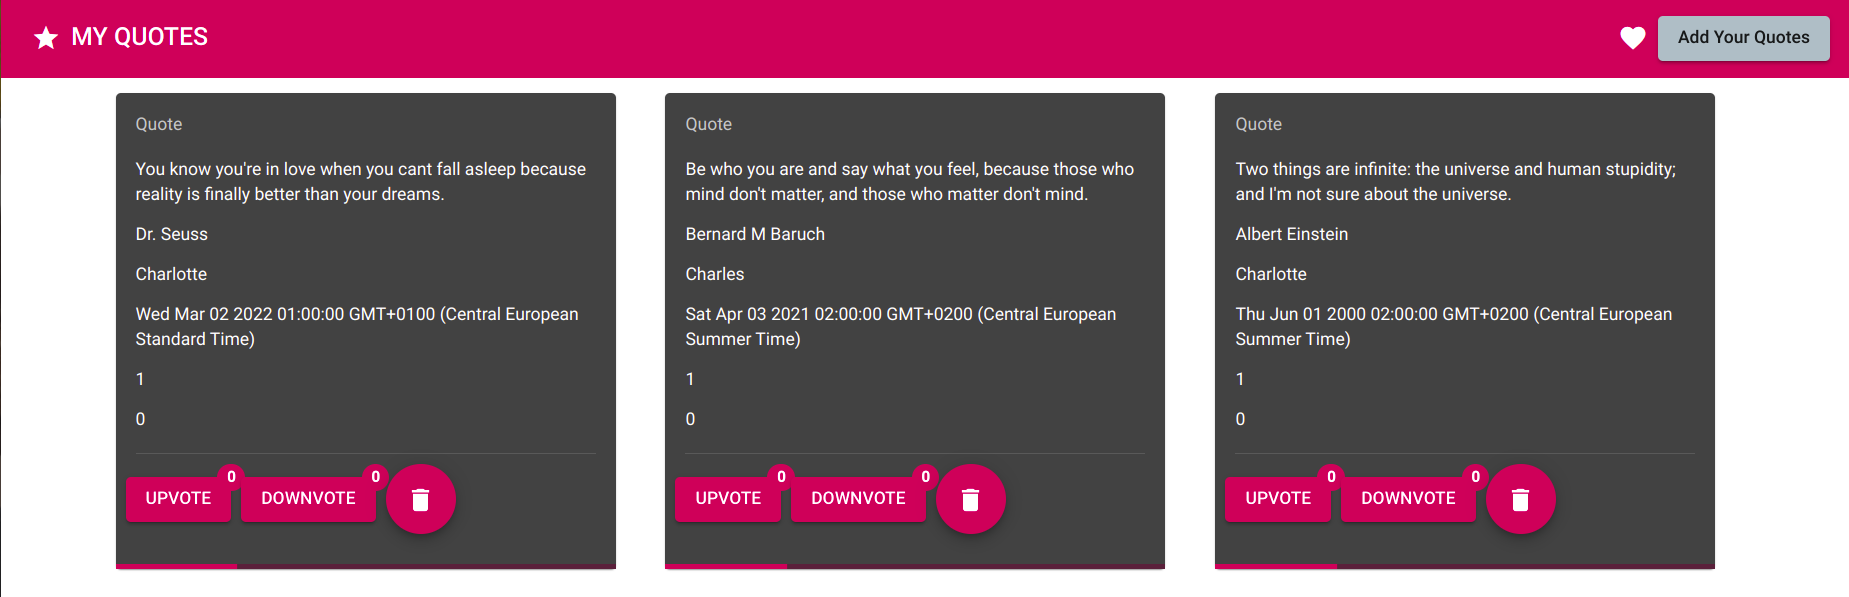 MY QUOTES
Add Your Quotes
Quote
You know you're in love when you cant fall asleep because
reality is finally better than your dreams.
Dr. Seuss
Charlotte
Wed Mar 02 2022 01:00:00 GMT+0100 (Central European
Standard Time)
1
0
UPVOTE
0
DOWNVOTE
0
Quote
Be who you are and say what you feel, because those who
mind don't matter, and those who matter don't mind.
Bernard M Baruch
Charles
Sat Apr 03 2021 02:00:00 GMT+0200 (Central European
Summer Time)
1
0
UPVOTE
0
DOWNVOTE
0
Quote
Two things are infinite: the universe and human stupidity;
and I'm not sure about the universe.
Albert Einstein
Charlotte
Thu Jun 01 2000 02:00:00 GMT+0200 (Central European
Summer Time)
1
0
UPVOTE
0
DOWNVOTE
0